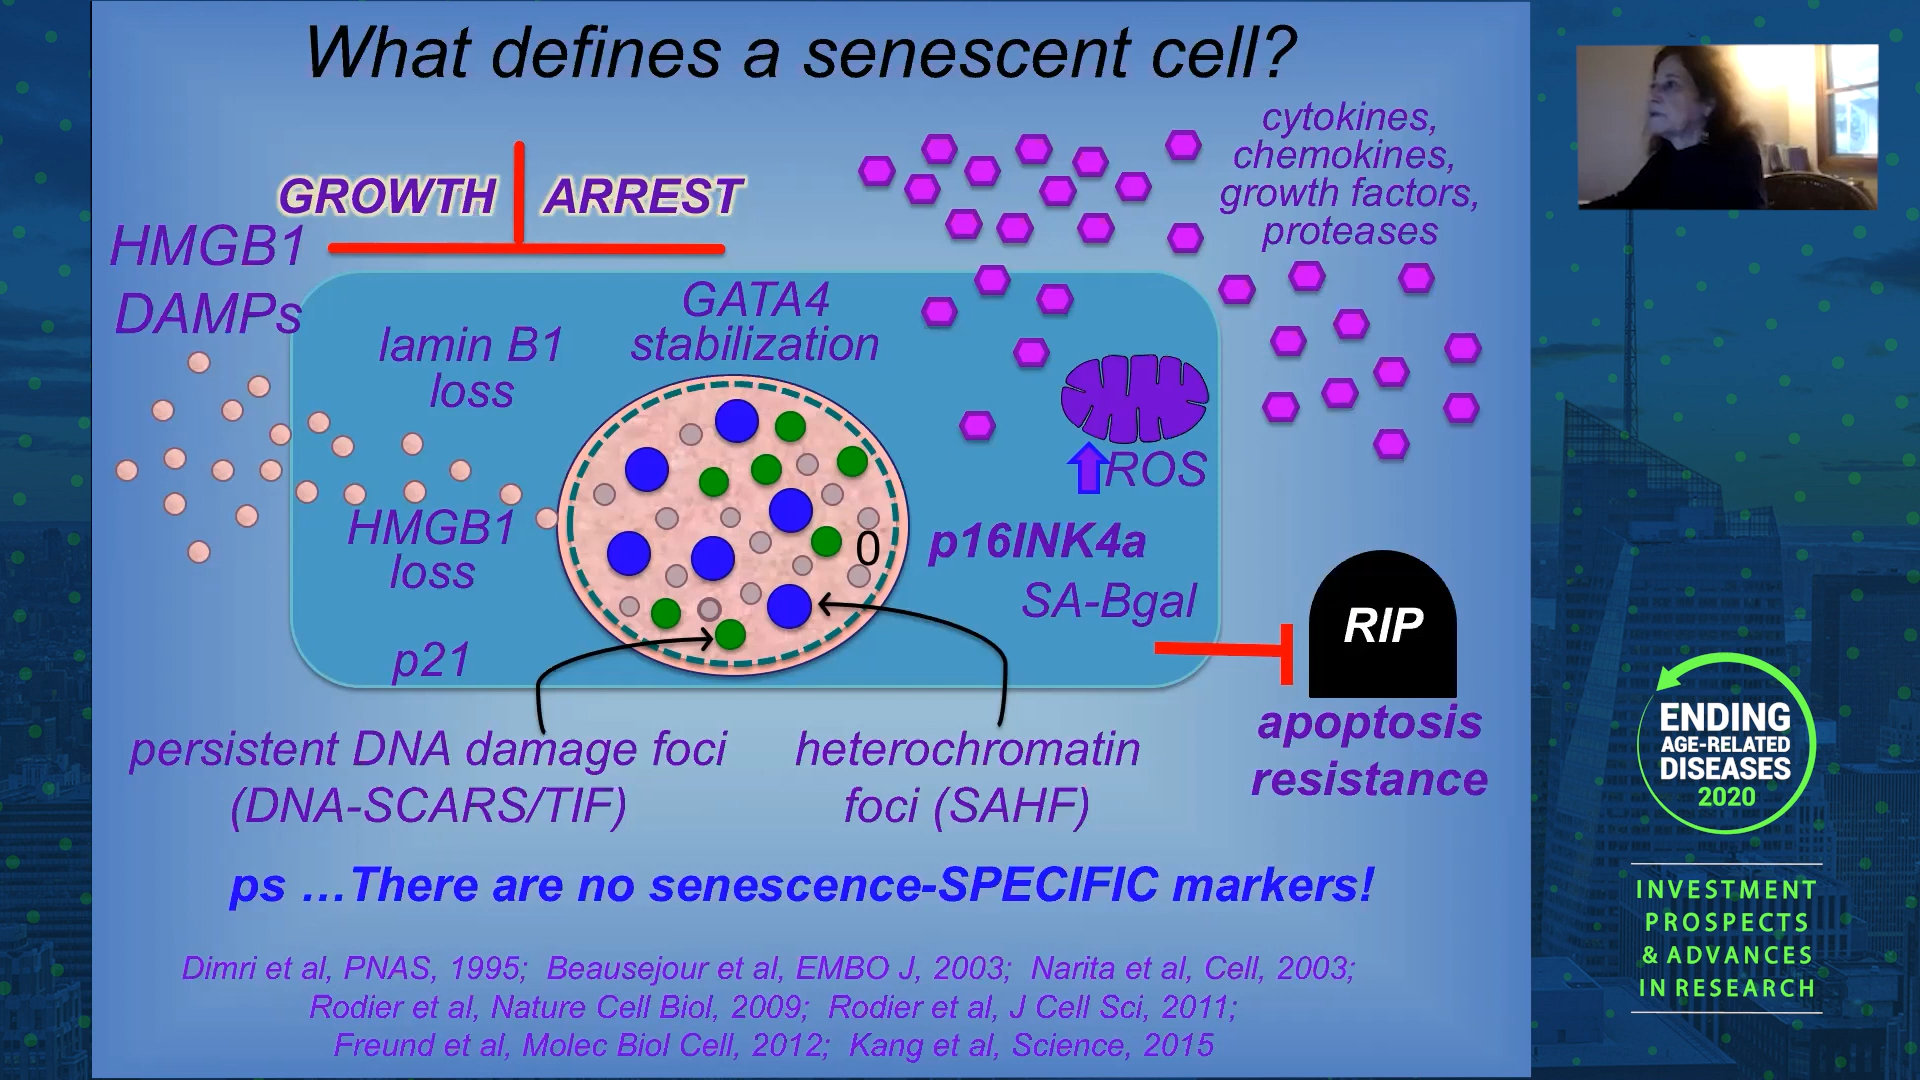 What defines a senescent cell?
GROWTH ARREST
HMGB1
DAMPs
cytokines,
chemokines,
growth factors,
proteases
lamin B1
loss
GATA4
stabilization
HMGB1
loss
p21
0
ROS
p16INK4a
SA-Bgal
RIP
apoptosis
resistance
persistent DNA damage foci
(DNA-SCARS/TIF)
heterochromatin
foci (SAHF)
ps …There are no senescence-SPECIFIC markers!
Dimri et al, PNAS, 1995; Beausejour et al, EMBO J, 2003; Narita et al, Cell, 2003;
Rodier et al, Nature Cell Biol, 2009; Rodier et al, J Cell Sci, 2011;
Freund et al, Molec Biol Cell, 2012; Kang et al, Science, 2015
ENDING
AGE-RELATED
DISEASES
2020
INVESTMENT
PROSPECTS
& ADVANCES
IN RESEARCH